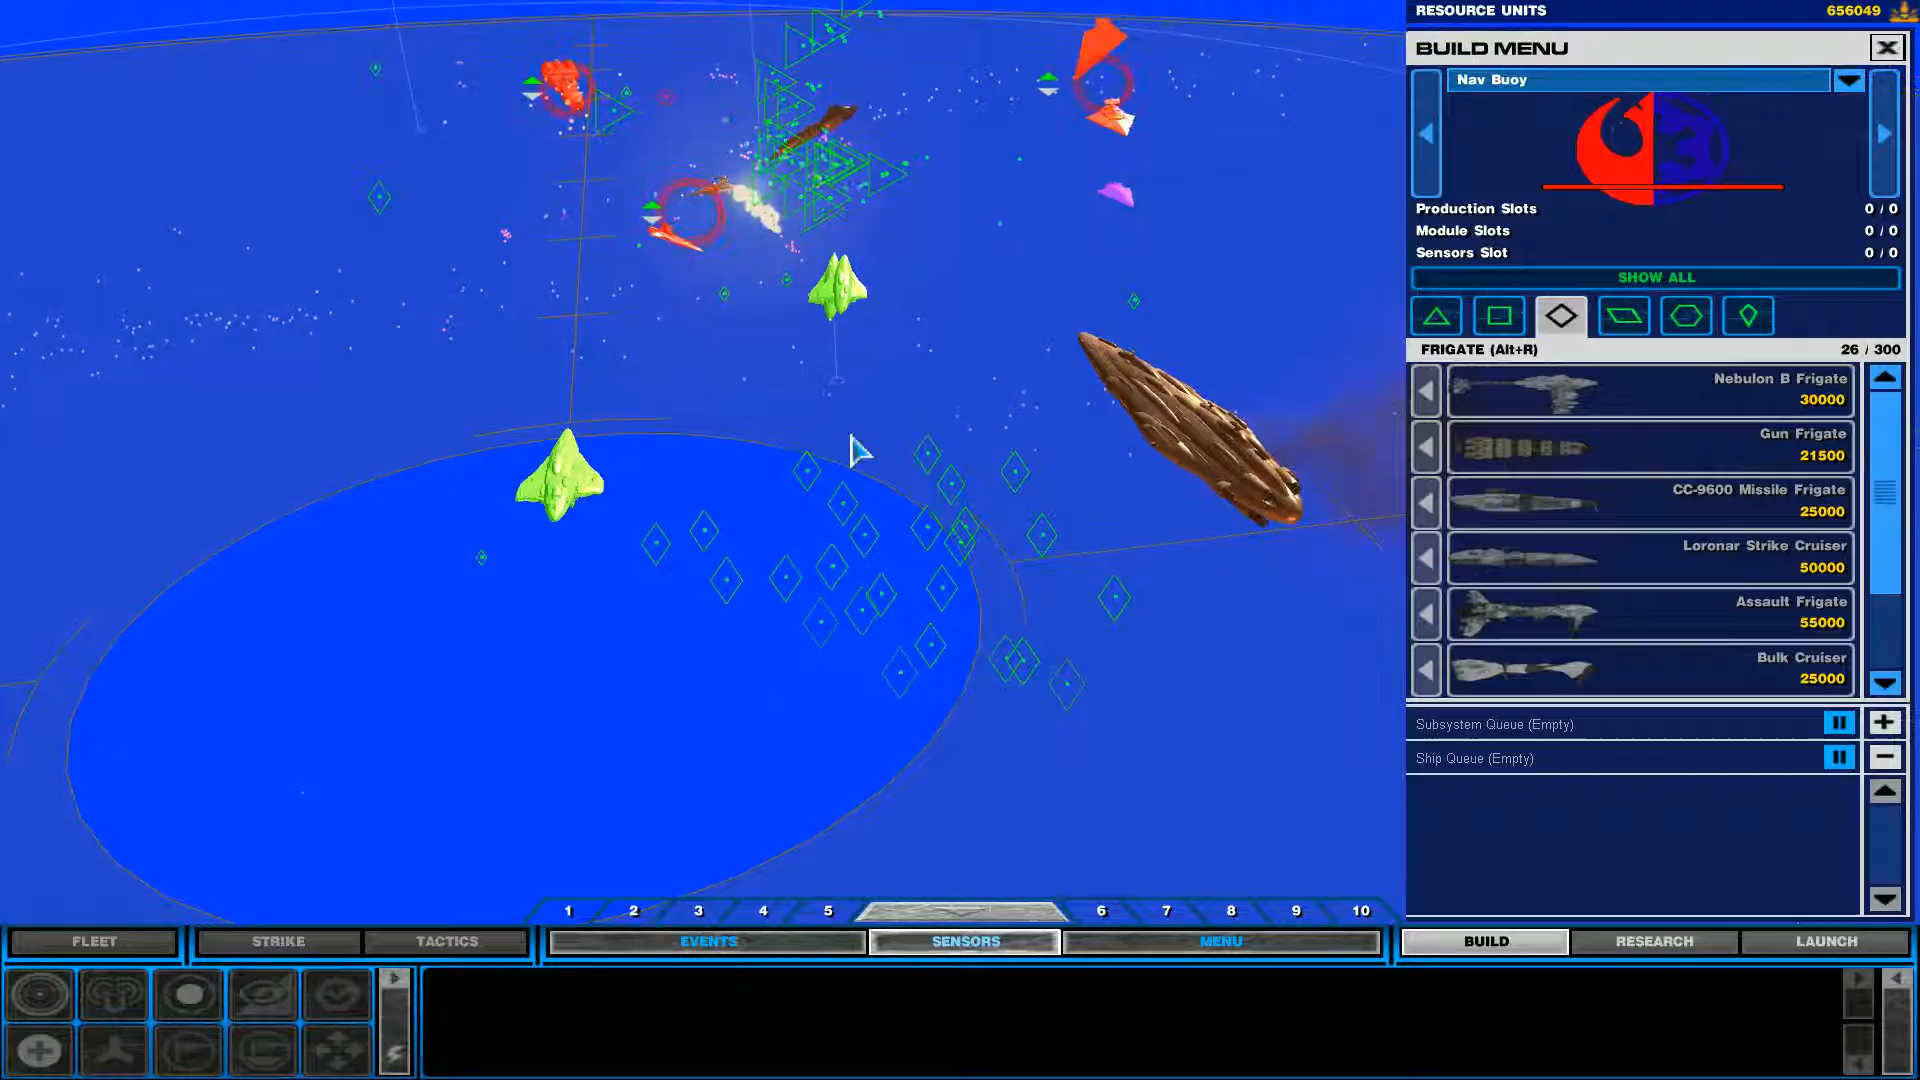 RESOURCE UNITS 656049
BUILD MENU
Nav Buoy
Production Slots 0 / 0
Module Slots 0 / 0
Sensors Slot 0 / 0
SHOW ALL
FRIGATE (Alt+R) 26 / 300
Nebulon B Frigate
30000
Gun Frigate
21500
CC-9600 Missile Frigate
25000
Loronar Strike Cruiser
50000
Assault Frigate
55000
Bulk Cruiser
25000
Subsystem Queue (Empty)
Ship Queue (Empty)
1 2 3 4 5 6 7 8 9 10
FLEET STRIKE TACTICS EVENTS SENSORS MENU BUILD RESEARCH LAUNCH